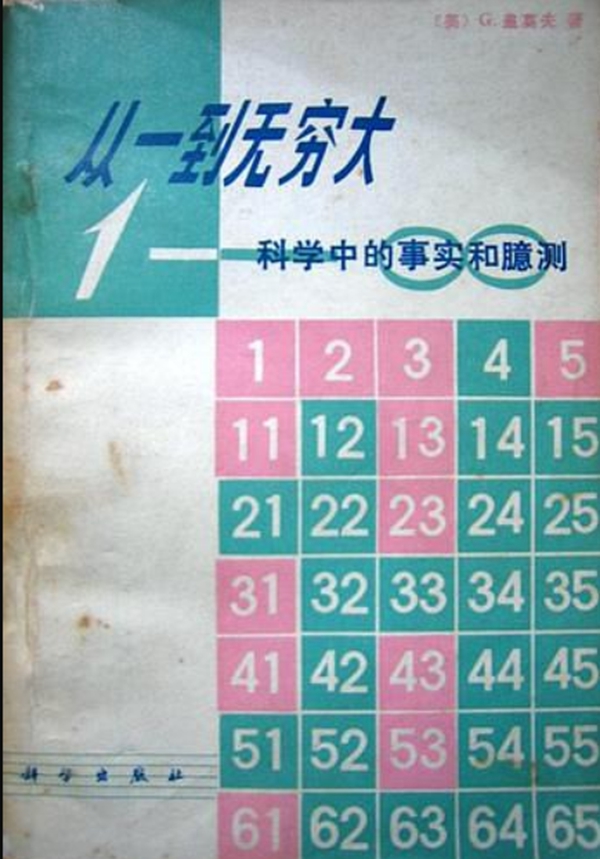 〔美〕G. 盖莫夫 著
从一到无穷大
1
科学中的事实和臆测
1 2 3 4 5
11 12 13 14 15
21 22 23 24 25
31 32 33 34 35
41 42 43 44 45
51 52 53 54 55
61 62 63 64 65
科学出版社